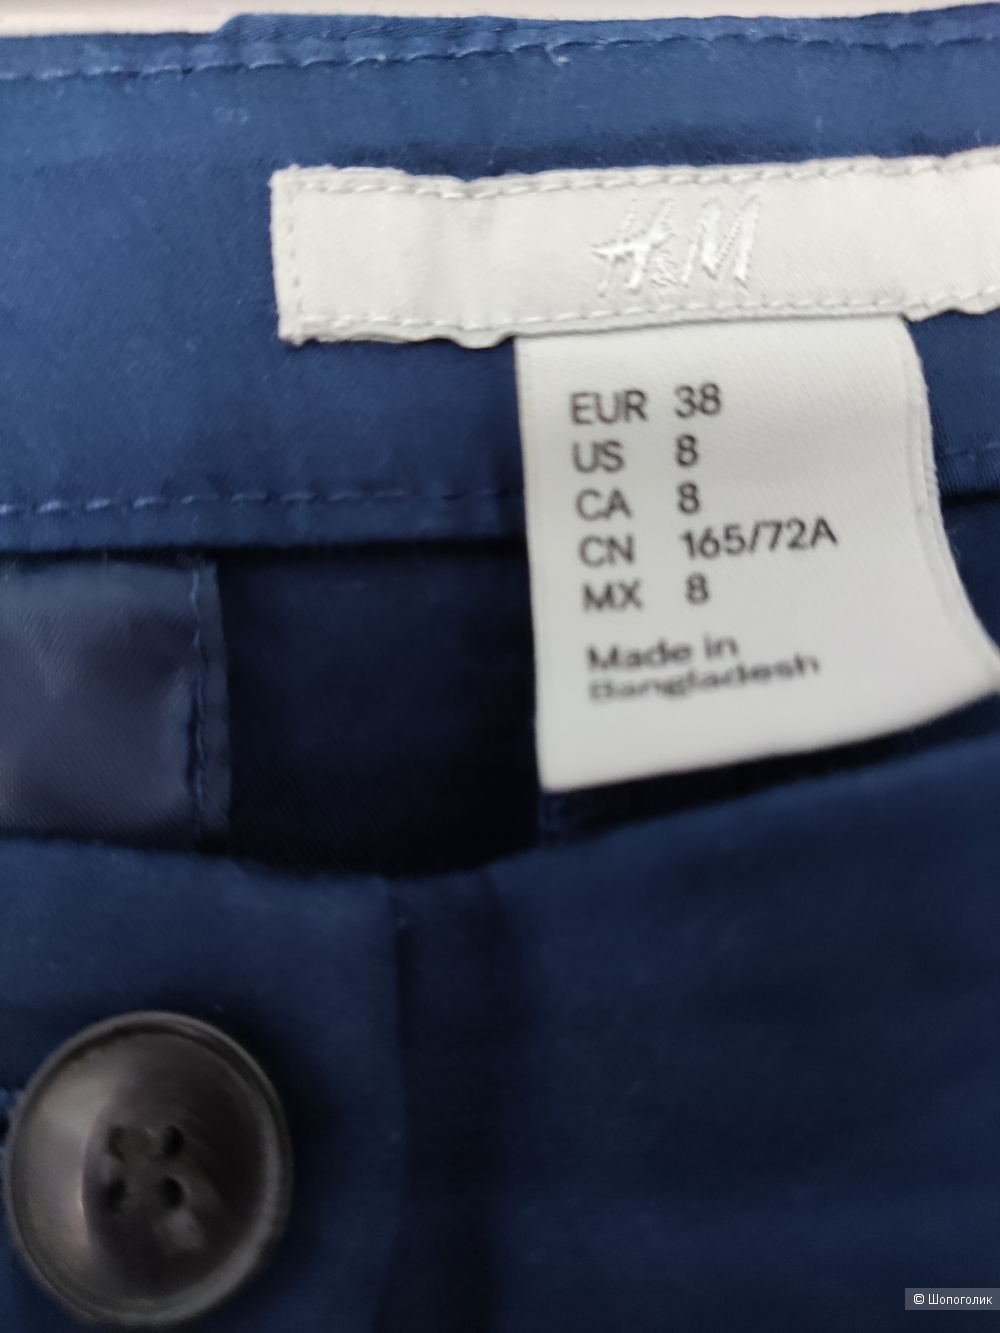 H&M
EUR 38
US 8
CA 8
CN 165/72A
MX 8
Made in
Bangladesh
© Шопоголик